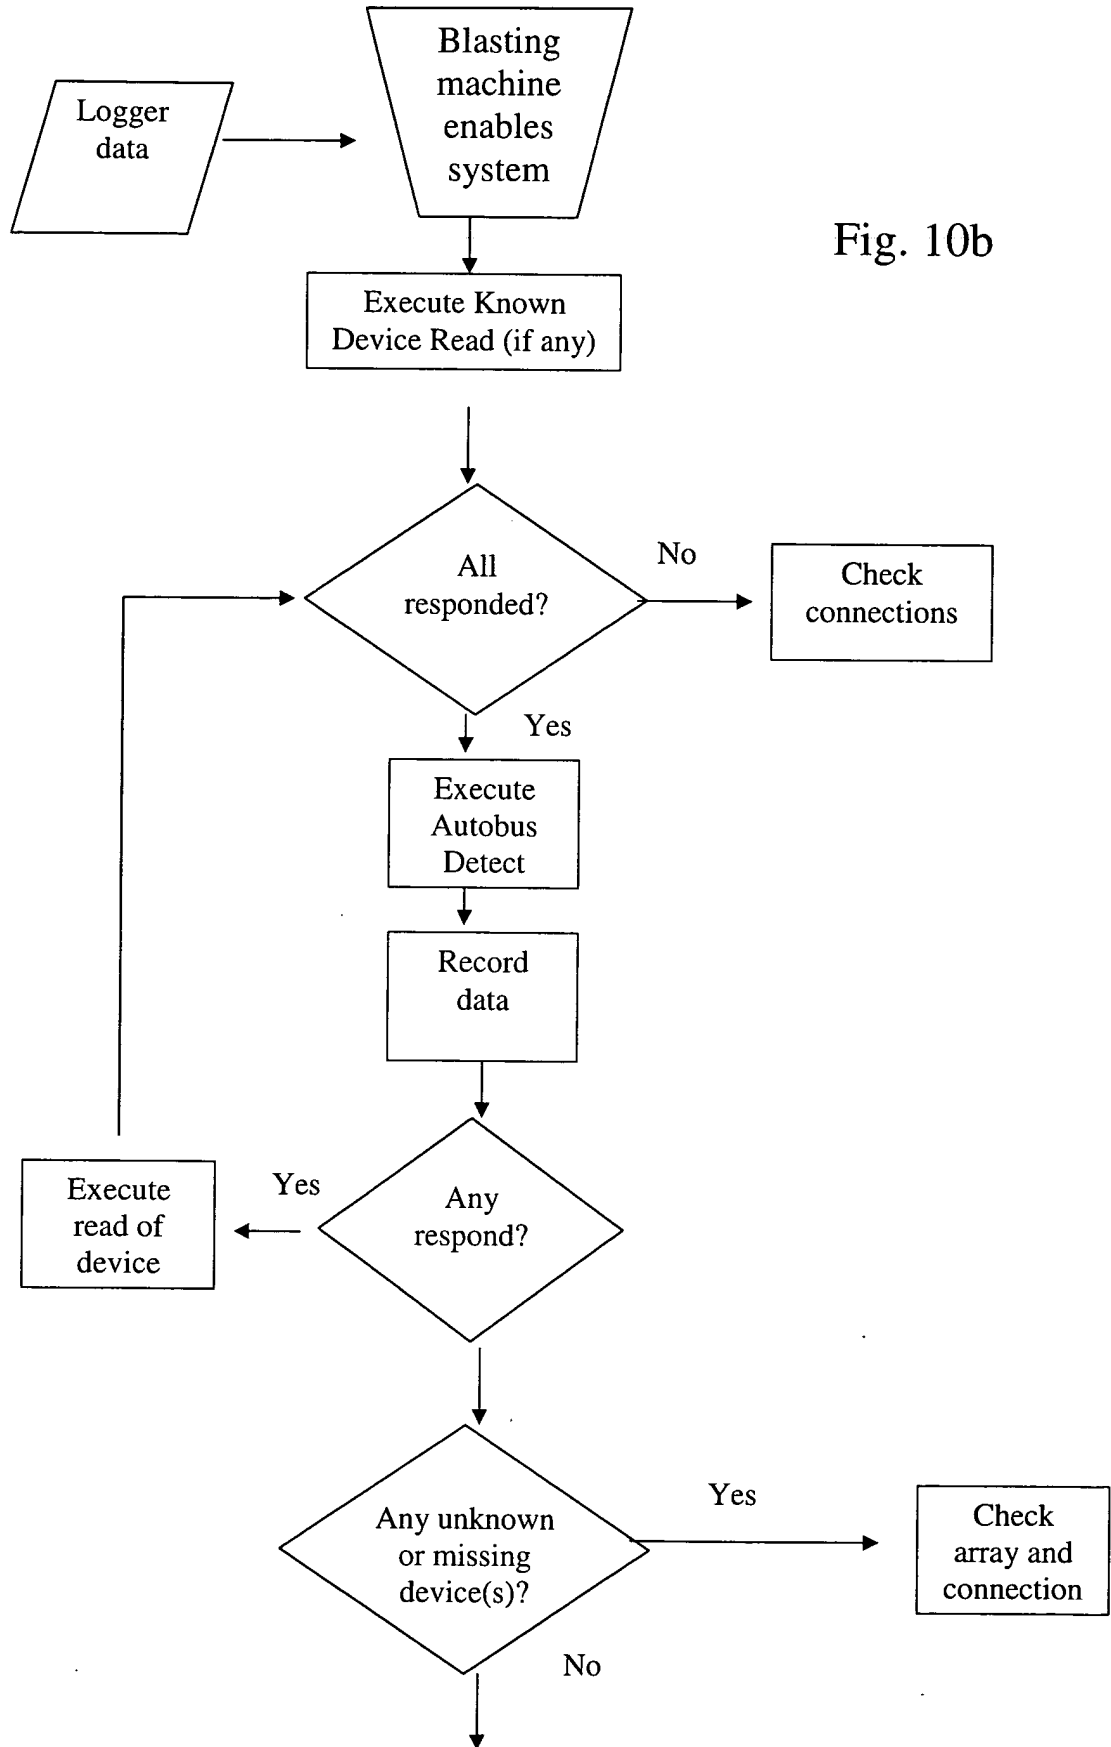 Blasting
machine
enables
system
Logger
data
Fig. 10b
Execute Known
Device Read (if any)
All
responded?
No
Check
connections
Yes
Execute
Autobus
Detect
Record
data
Any
respond?
Yes
Execute
read of
device
Any unknown
or missing
device(s)?
Yes
Check
array and
connection
No